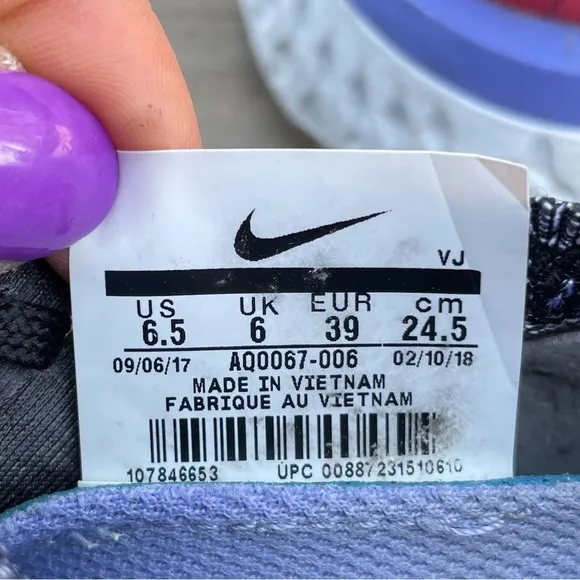 VJ
US UK EUR cm
6.5 6 39 24.5
09/06/17 AQ0067-006 02/10/18
MADE IN VIETNAM
FABRIQUE AU VIETNAM
107846653 UPC 00887231510610